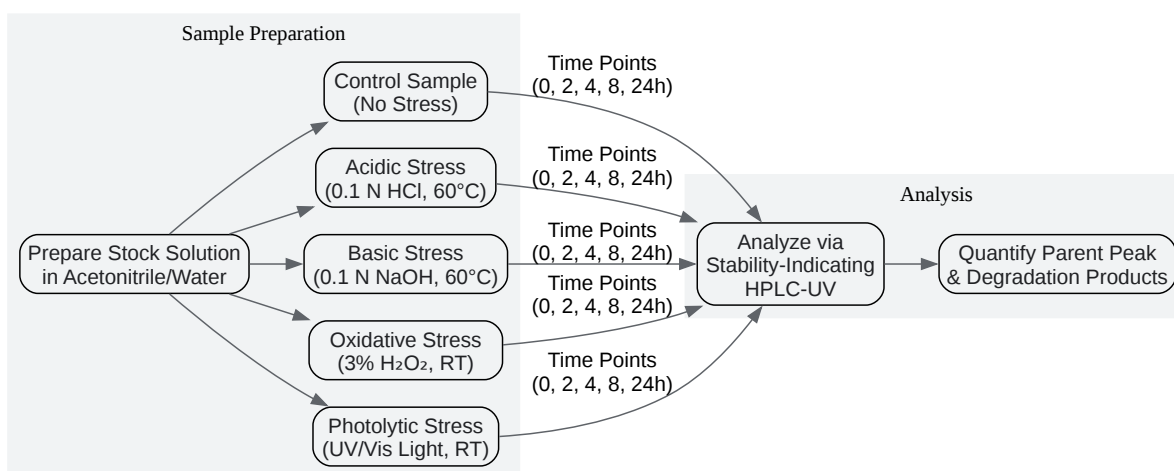 Sample Preparation
Control Sample
(No Stress)
Time Points
(0, 2, 4, 8, 24h)
Acidic Stress
(0.1 N HCl, 60°C)
Time Points
(0, 2, 4, 8, 24h)
Analysis
Prepare Stock Solution
in Acetonitrile/Water
Basic Stress
(0.1 N NaOH, 60°C)
Time Points
(0, 2, 4, 8, 24h)
Analyze via
Stability-Indicating
HPLC-UV
Quantify Parent Peak
& Degradation Products
Oxidative Stress
(3% H₂O₂, RT)
Time Points
(0, 2, 4, 8, 24h)
Photolytic Stress
(UV/Vis Light, RT)
Time Points
(0, 2, 4, 8, 24h)